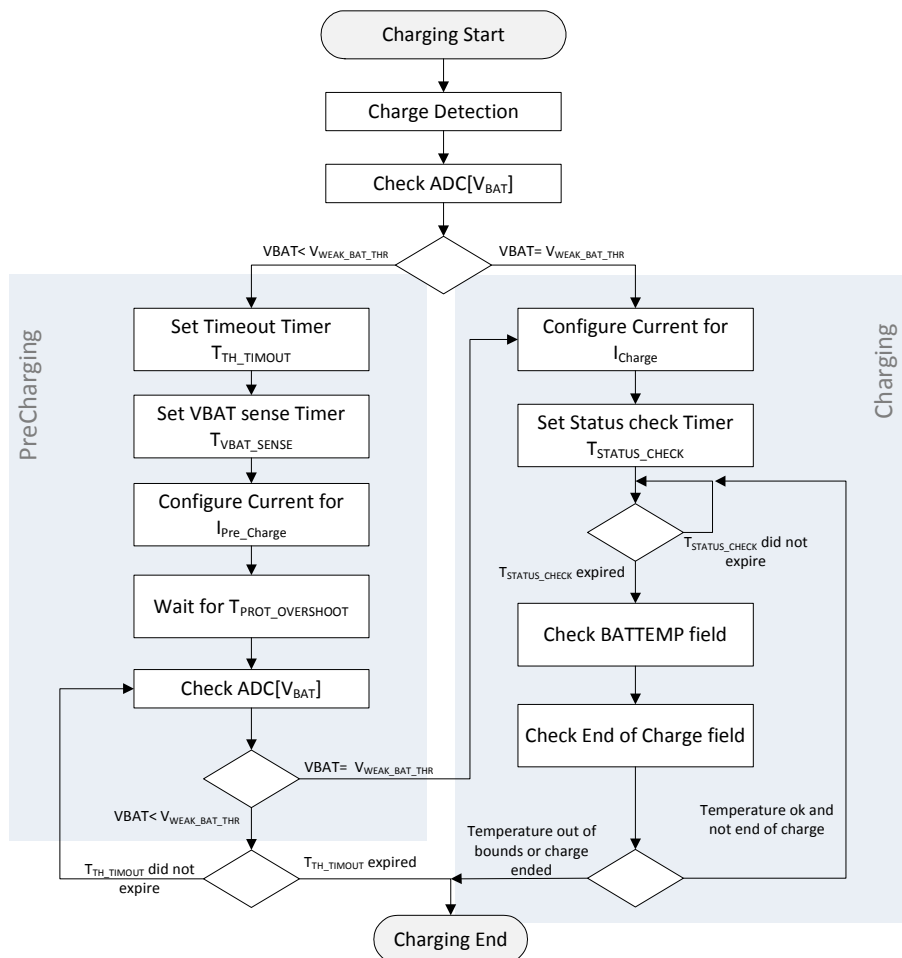 Charging Start
Charge Detection
Check ADC[VBAT]
VBAT< VWEAK_BAT_THR
VBAT= VWEAK_BAT_THR
PreCharging
Set Timeout Timer
TTH_TIMOUT
Set VBAT sense Timer
TVBAT_SENSE
Configure Current for
IPre_Charge
Wait for TPROT_OVERSHOOT
Check ADC[VBAT]
VBAT= VWEAK_BAT_THR
VBAT< VWEAK_BAT_THR
TTH_TIMOUT did not
expire
TTH_TIMOUT expired
Charging
Configure Current for
ICharge
Set Status check Timer
TSTATUS_CHECK
TSTATUS_CHECK did not
expire
TSTATUS_CHECK expired
Check BATTEMP field
Check End of Charge field
Temperature ok and
not end of charge
Temperature out of
bounds or charge
ended
Charging End